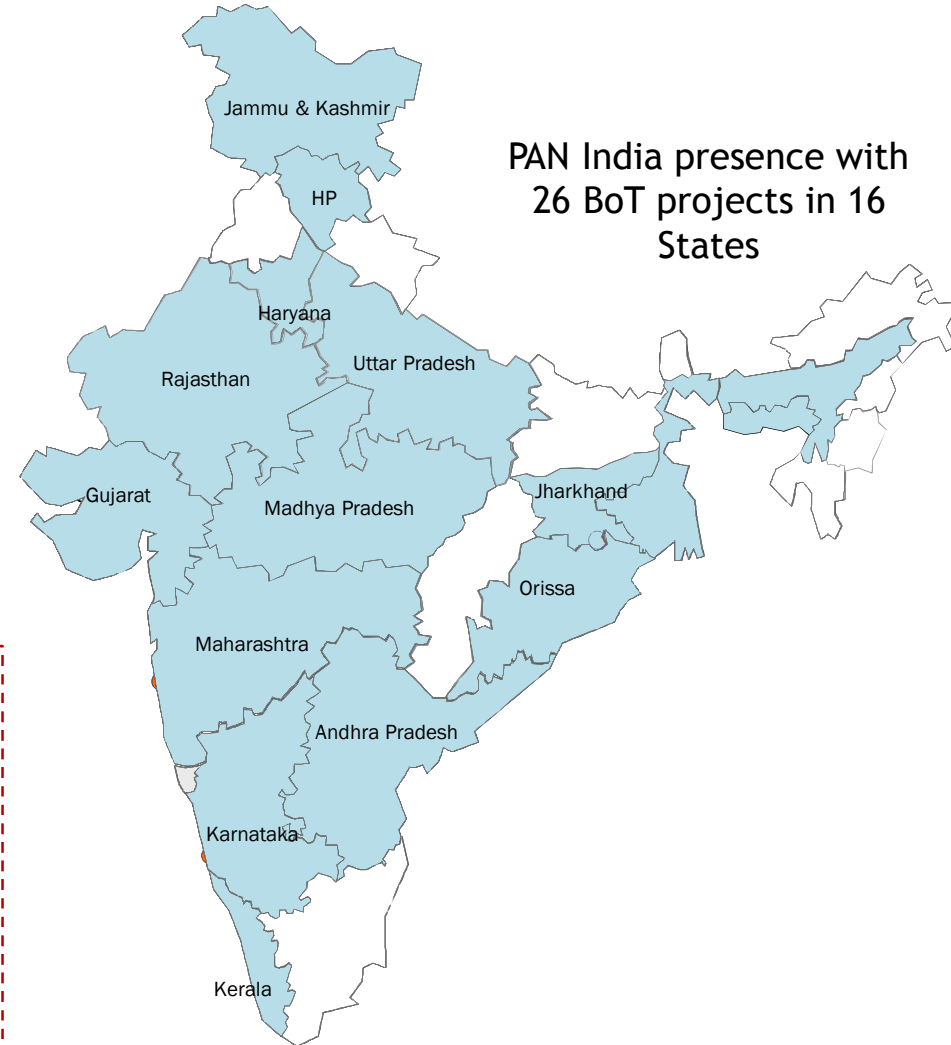 Jammu & Kashmir
PAN India presence with
26 BoT projects in 16
States
HP
Haryana
Uttar Pradesh
Rajasthan
Gujarat
Jharkhand
Madhya Pradesh
Orissa
Maharashtra
Andhra Pradesh
Karnataka
Kerala